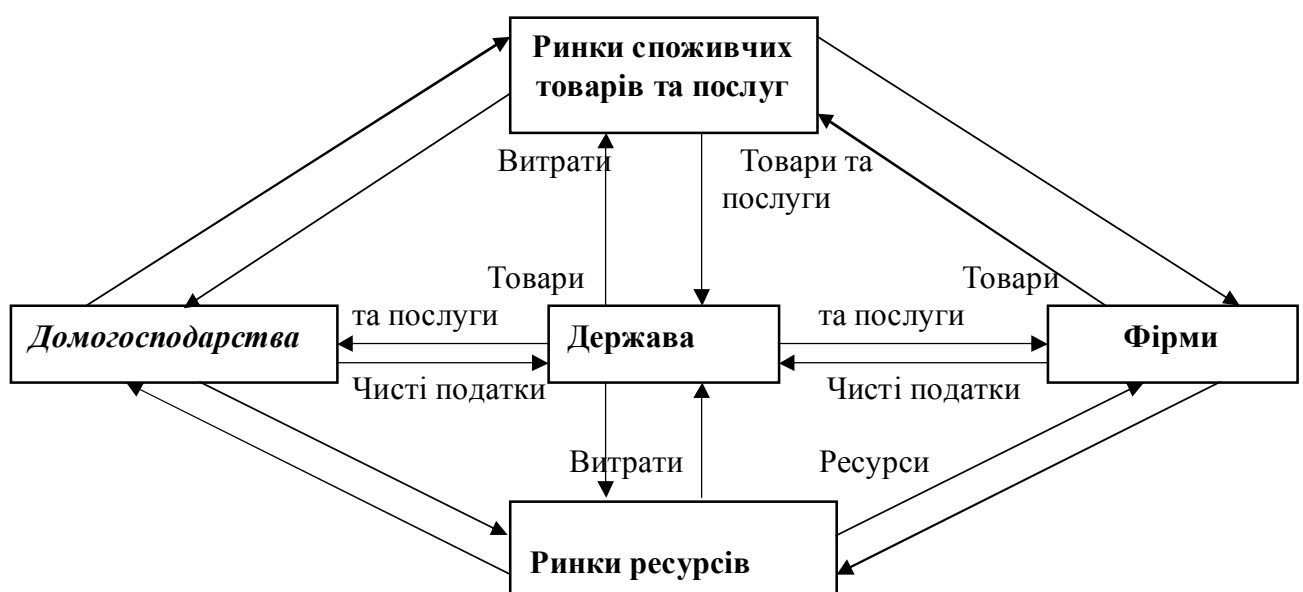 Ринки споживчих
товарів та послуг
Витрати
Товари та
послуги
Товари
Товари
Домогосподарства
та послуги
Держава
та послуги
Фірми
Чисті податки
Чисті податки
Витрати
Ресурси
Ринки ресурсів